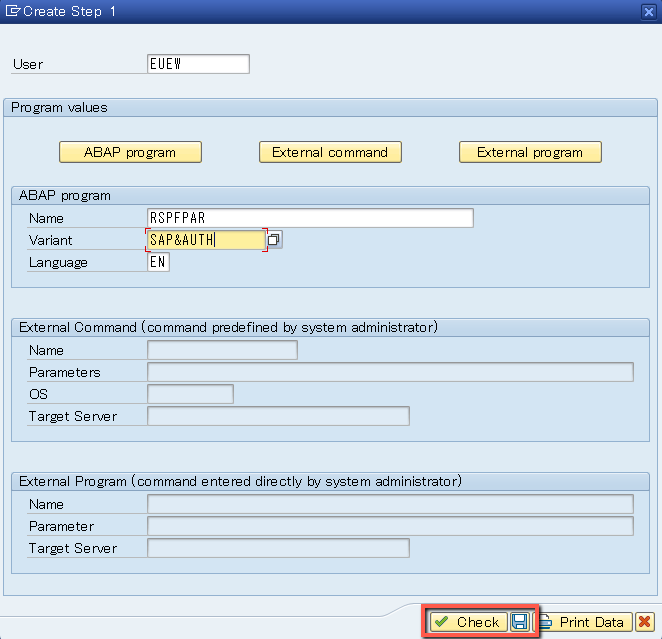 Create Step 1
User EUEW
Program values
ABAP program External command External program
ABAP program
Name RSPFPAR
Variant SAP&AUTH
Language EN
External Command (command predefined by system administrator)
Name
Parameters
OS
Target Server
External Program (command entered directly by system administrator)
Name
Parameter
Target Server
Check Print Data